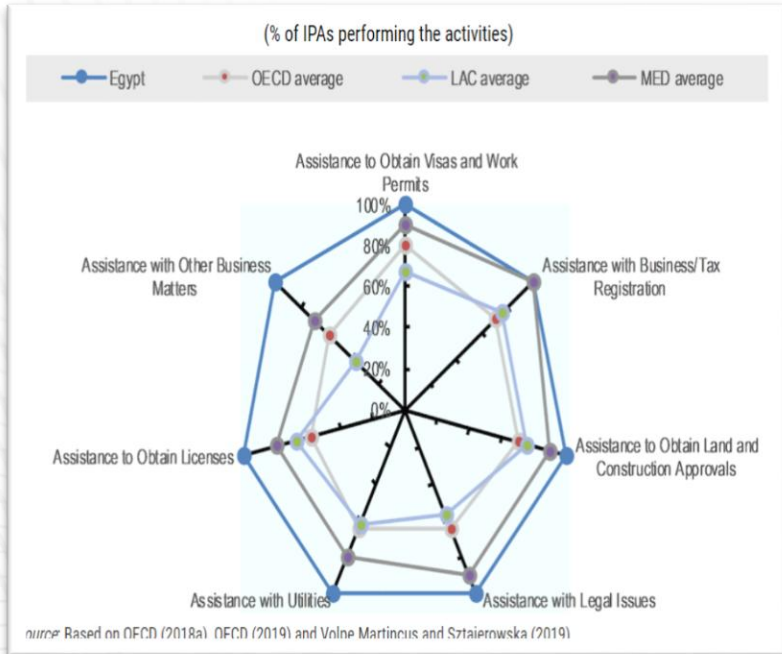 (% of IPAs performing the activities)
Egypt OECD average LAC average MED average
Assistance to Obtain Visas and Work
Permits
100%
80%
60%
40%
20%
0%
Assistance with Business/Tax
Registration
Assistance to Obtain Land and
Construction Approvals
Assistance with Legal Issues
Assistance with Utilities
Assistance to Obtain Licenses
Assistance with Other Business
Matters
ource: Based on OECD (2018a), OECD (2019) and Volpe Martincus and Sztajerowska (2019)